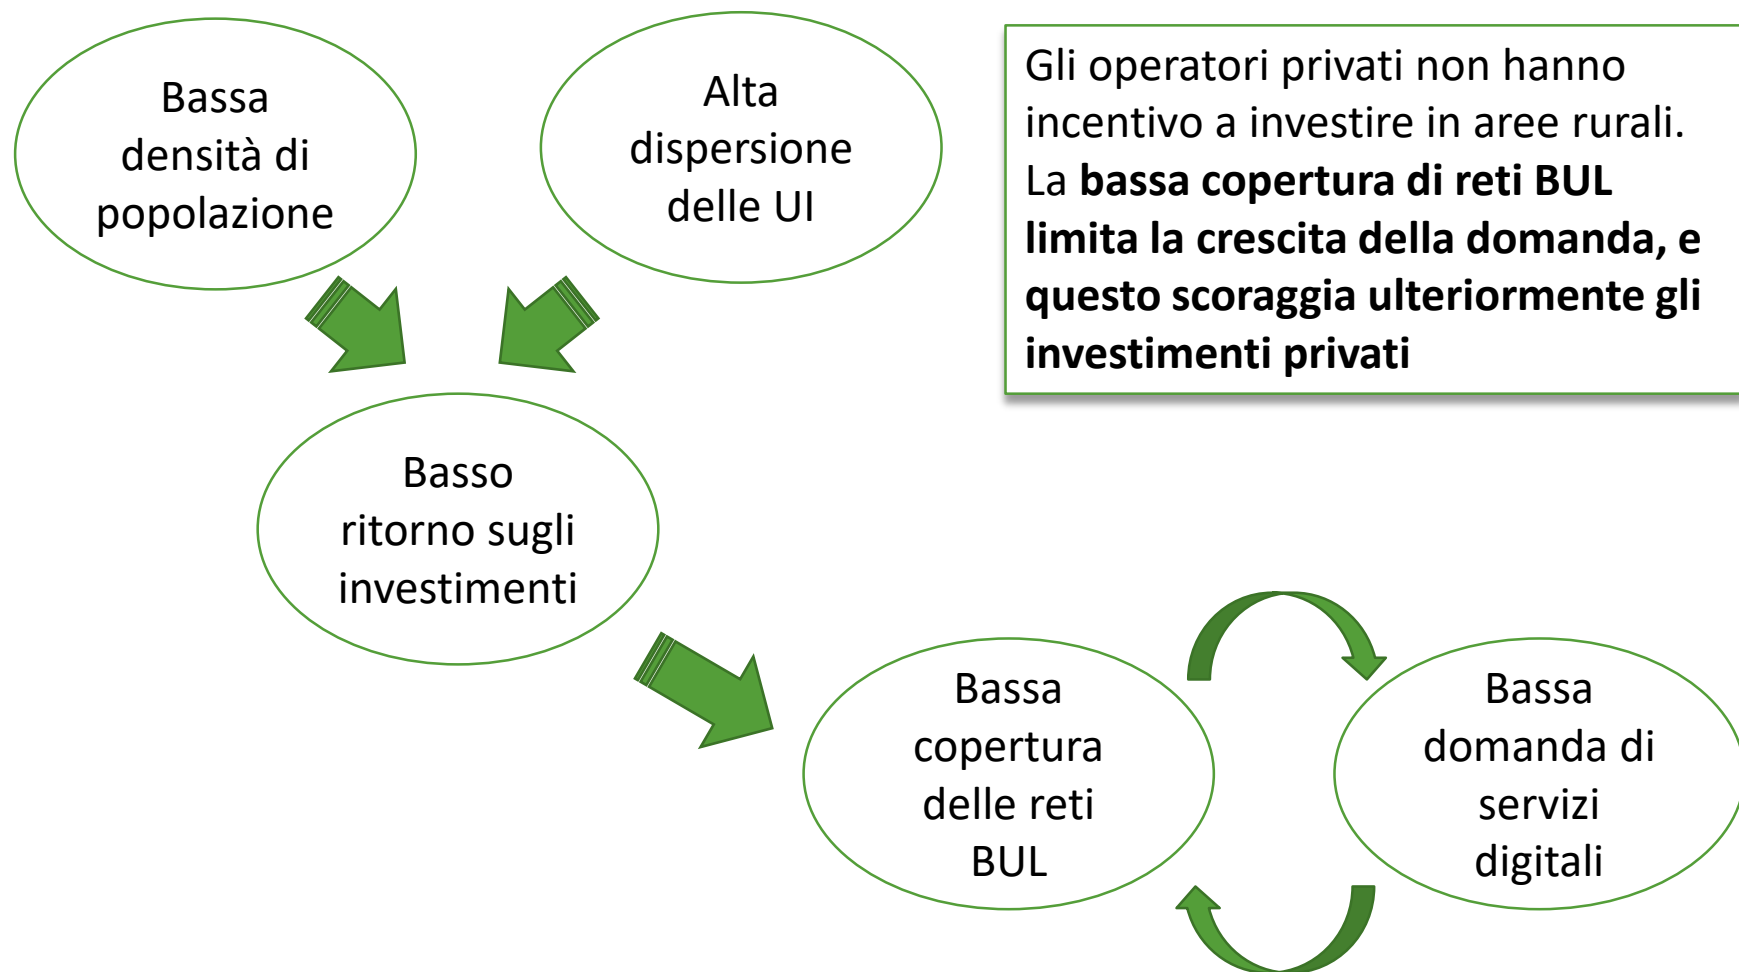 Bassa
densità di
popolazione
Alta
dispersione
delle UI
Gli operatori privati non hanno
incentivo a investire in aree rurali.
La bassa copertura di reti BUL
limita la crescita della domanda, e
questo scoraggia ulteriormente gli
investimenti privati
Basso
ritorno sugli
investimenti
Bassa
copertura
delle reti
BUL
Bassa
domanda di
servizi
digitali